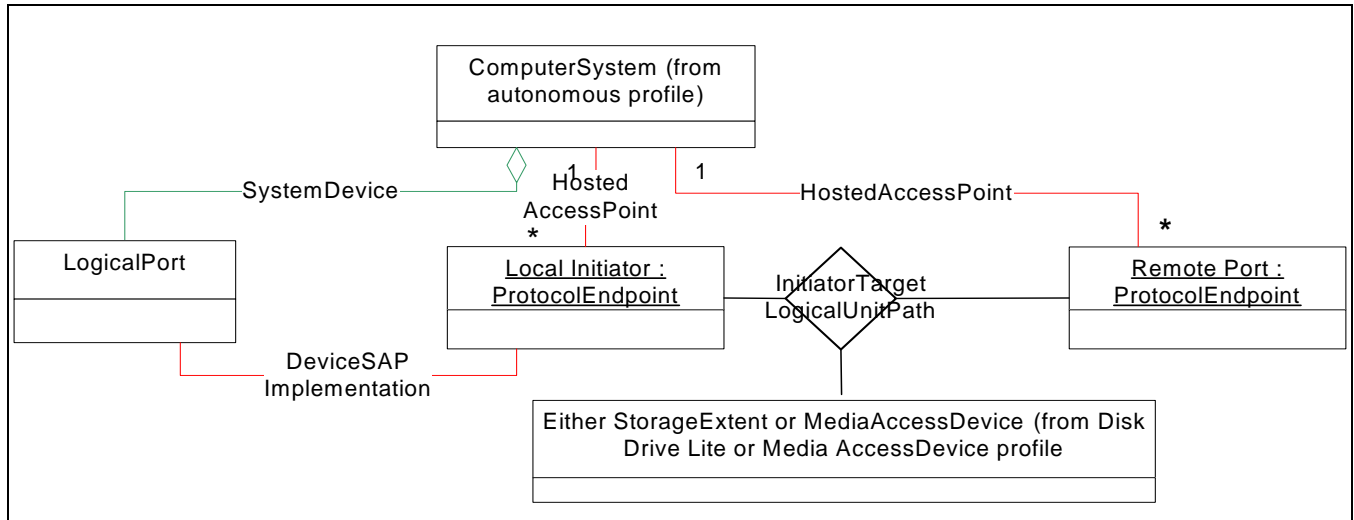 ComputerSystem (from
autonomous profile)
1
1
SystemDevice
Hosted
AccessPoint
HostedAccessPoint
*
*
LogicalPort
Local Initiator :
ProtocolEndpoint
InitiatorTarget
LogicalUnitPath
Remote Port :
ProtocolEndpoint
DeviceSAP
Implementation
Either StorageExtent or MediaAccessDevice (from Disk
Drive Lite or Media AccessDevice profile